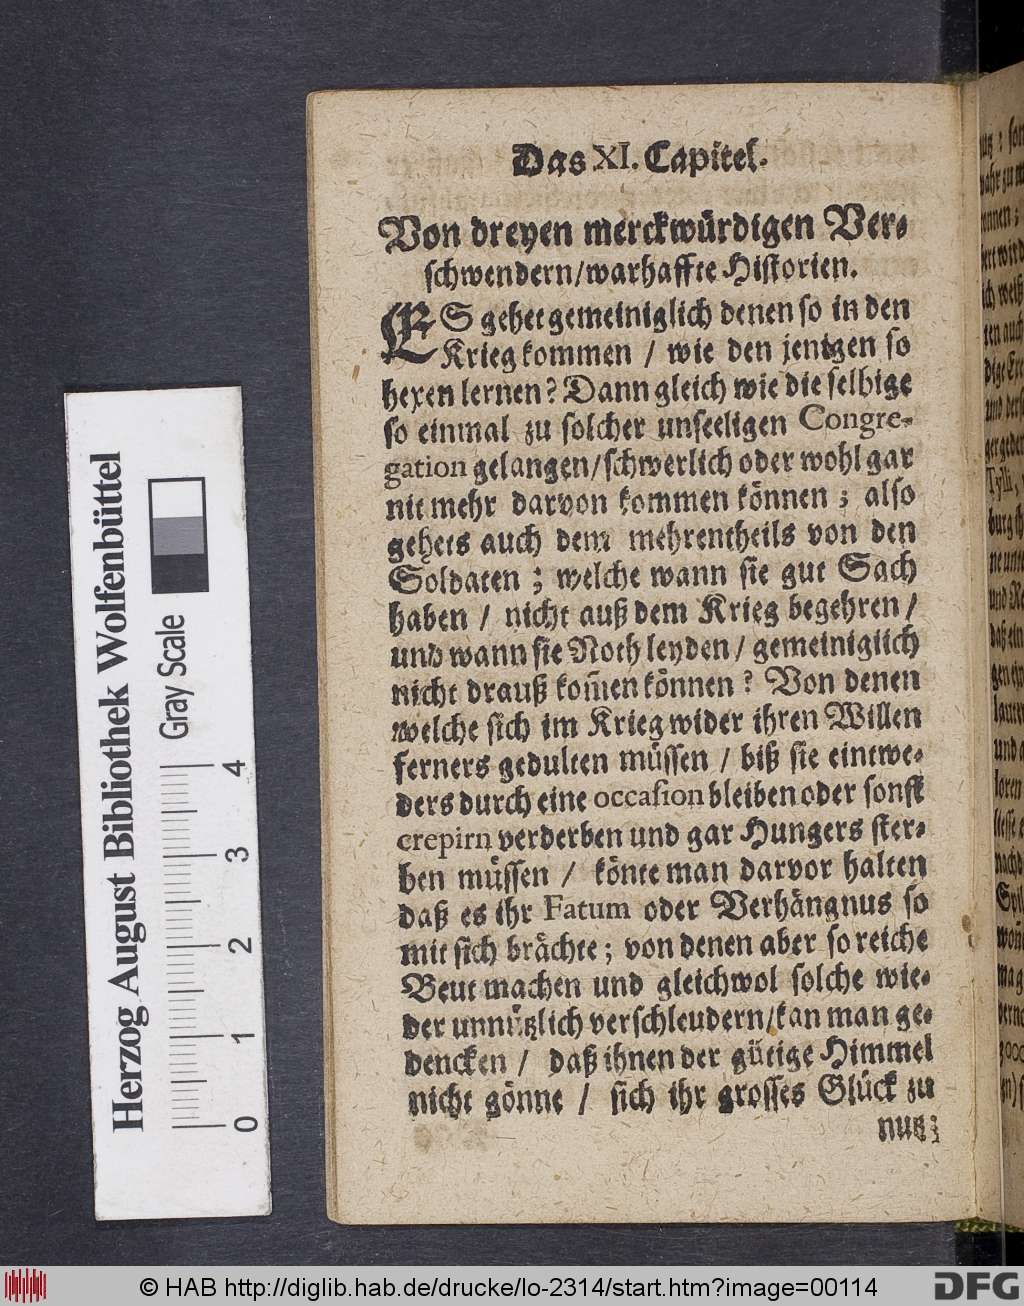 Das XI. Capitel.
Von dreyen merckwürdigen Ver-
schwendern/warhaffte Historien.
ES gehet gemeiniglich denen so in den
Krieg kommen / wie den jenigen so
hexen lernen? Dann gleich wie dieselbige
so einmal zu solcher unseeligen Congre-
gation gelangen/schwerlich oder wohl gar
nit mehr darvon kommen können ; also
gehets auch dem mehrentheils von den
Soldaten ; welche wann sie gut Sach
haben / nicht auß dem Krieg begehren /
und wann sie Noth leyden / gemeiniglich
nicht drauß kom̄en können ? Von denen
welche sich im Krieg wider ihren Willen
ferners gedulten müssen / biß sie eintwe-
ders durch eine occasion bleiben oder sonst
crepirn verderben und gar Hungers ster-
ben müssen / könte man darvor halten
daß es ihr Fatum oder Verhängnus so
mit sich brächte ; von denen aber so reiche
Beut machen und gleichwol solche wie-
der unnützlich verschleudern/kan man ge-
dencken / daß ihnen der gütige Himmel
nicht gönne / sich ihr grosses Glück zu
nutz ;
Herzog August Bibliothek Wolfenbüttel
Gray Scale
0 1 2 3 4
© HAB http://diglib.hab.de/drucke/lo-2314/start.htm?image=00114
DFG